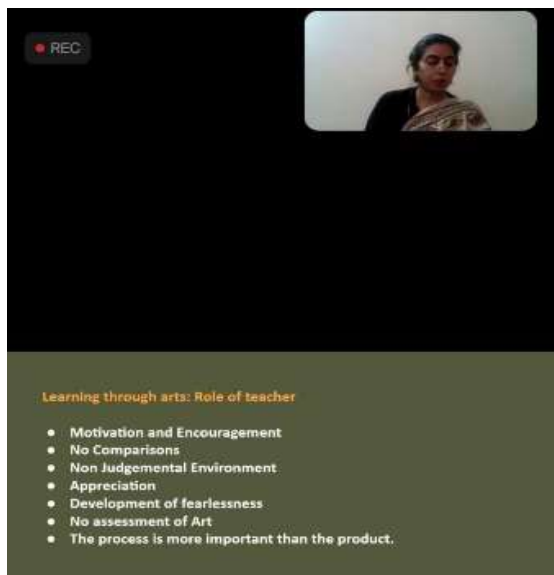 REC
Learning through arts: Role of teacher
● Motivation and Encouragement
● No Comparisons
● Non Judgemental Environment
● Appreciation
● Development of fearlessness
● No assessment of Art
● The process is more important than the product.